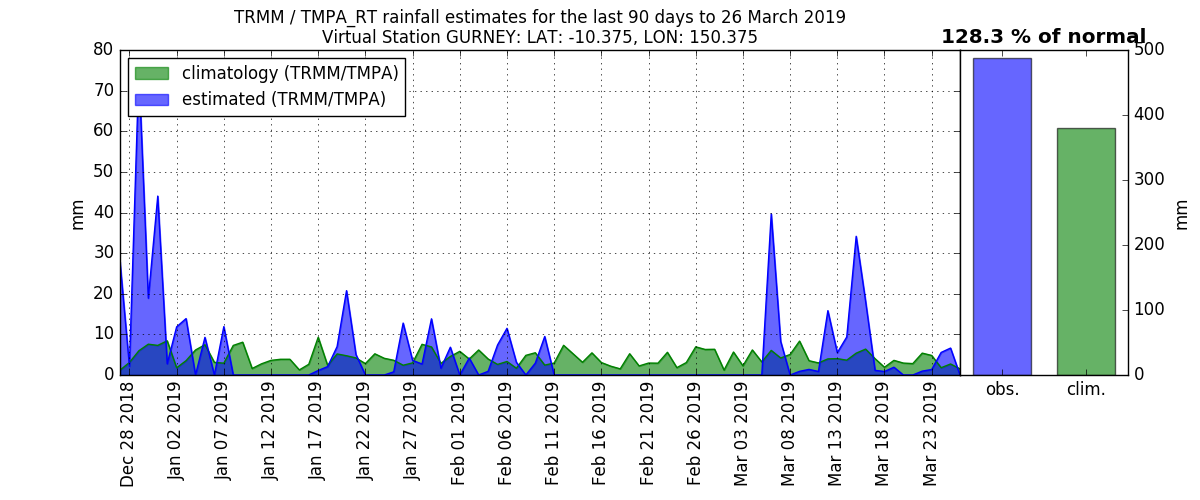 TRMM / TMPA_RT rainfall estimates for the last 90 days to 26 March 2019
Virtual Station GURNEY: LAT: -10.375, LON: 150.375
128.3 % of normal
climatology (TRMM/TMPA)
estimated (TRMM/TMPA)
80
70
60
50
40
30
20
10
0
mm
Dec 28 2018
Jan 02 2019
Jan 07 2019
Jan 12 2019
Jan 17 2019
Jan 22 2019
Jan 27 2019
Feb 01 2019
Feb 06 2019
Feb 11 2019
Feb 16 2019
Feb 21 2019
Feb 26 2019
Mar 03 2019
Mar 08 2019
Mar 13 2019
Mar 18 2019
Mar 23 2019
500
400
300
200
100
0
mm
obs.
clim.